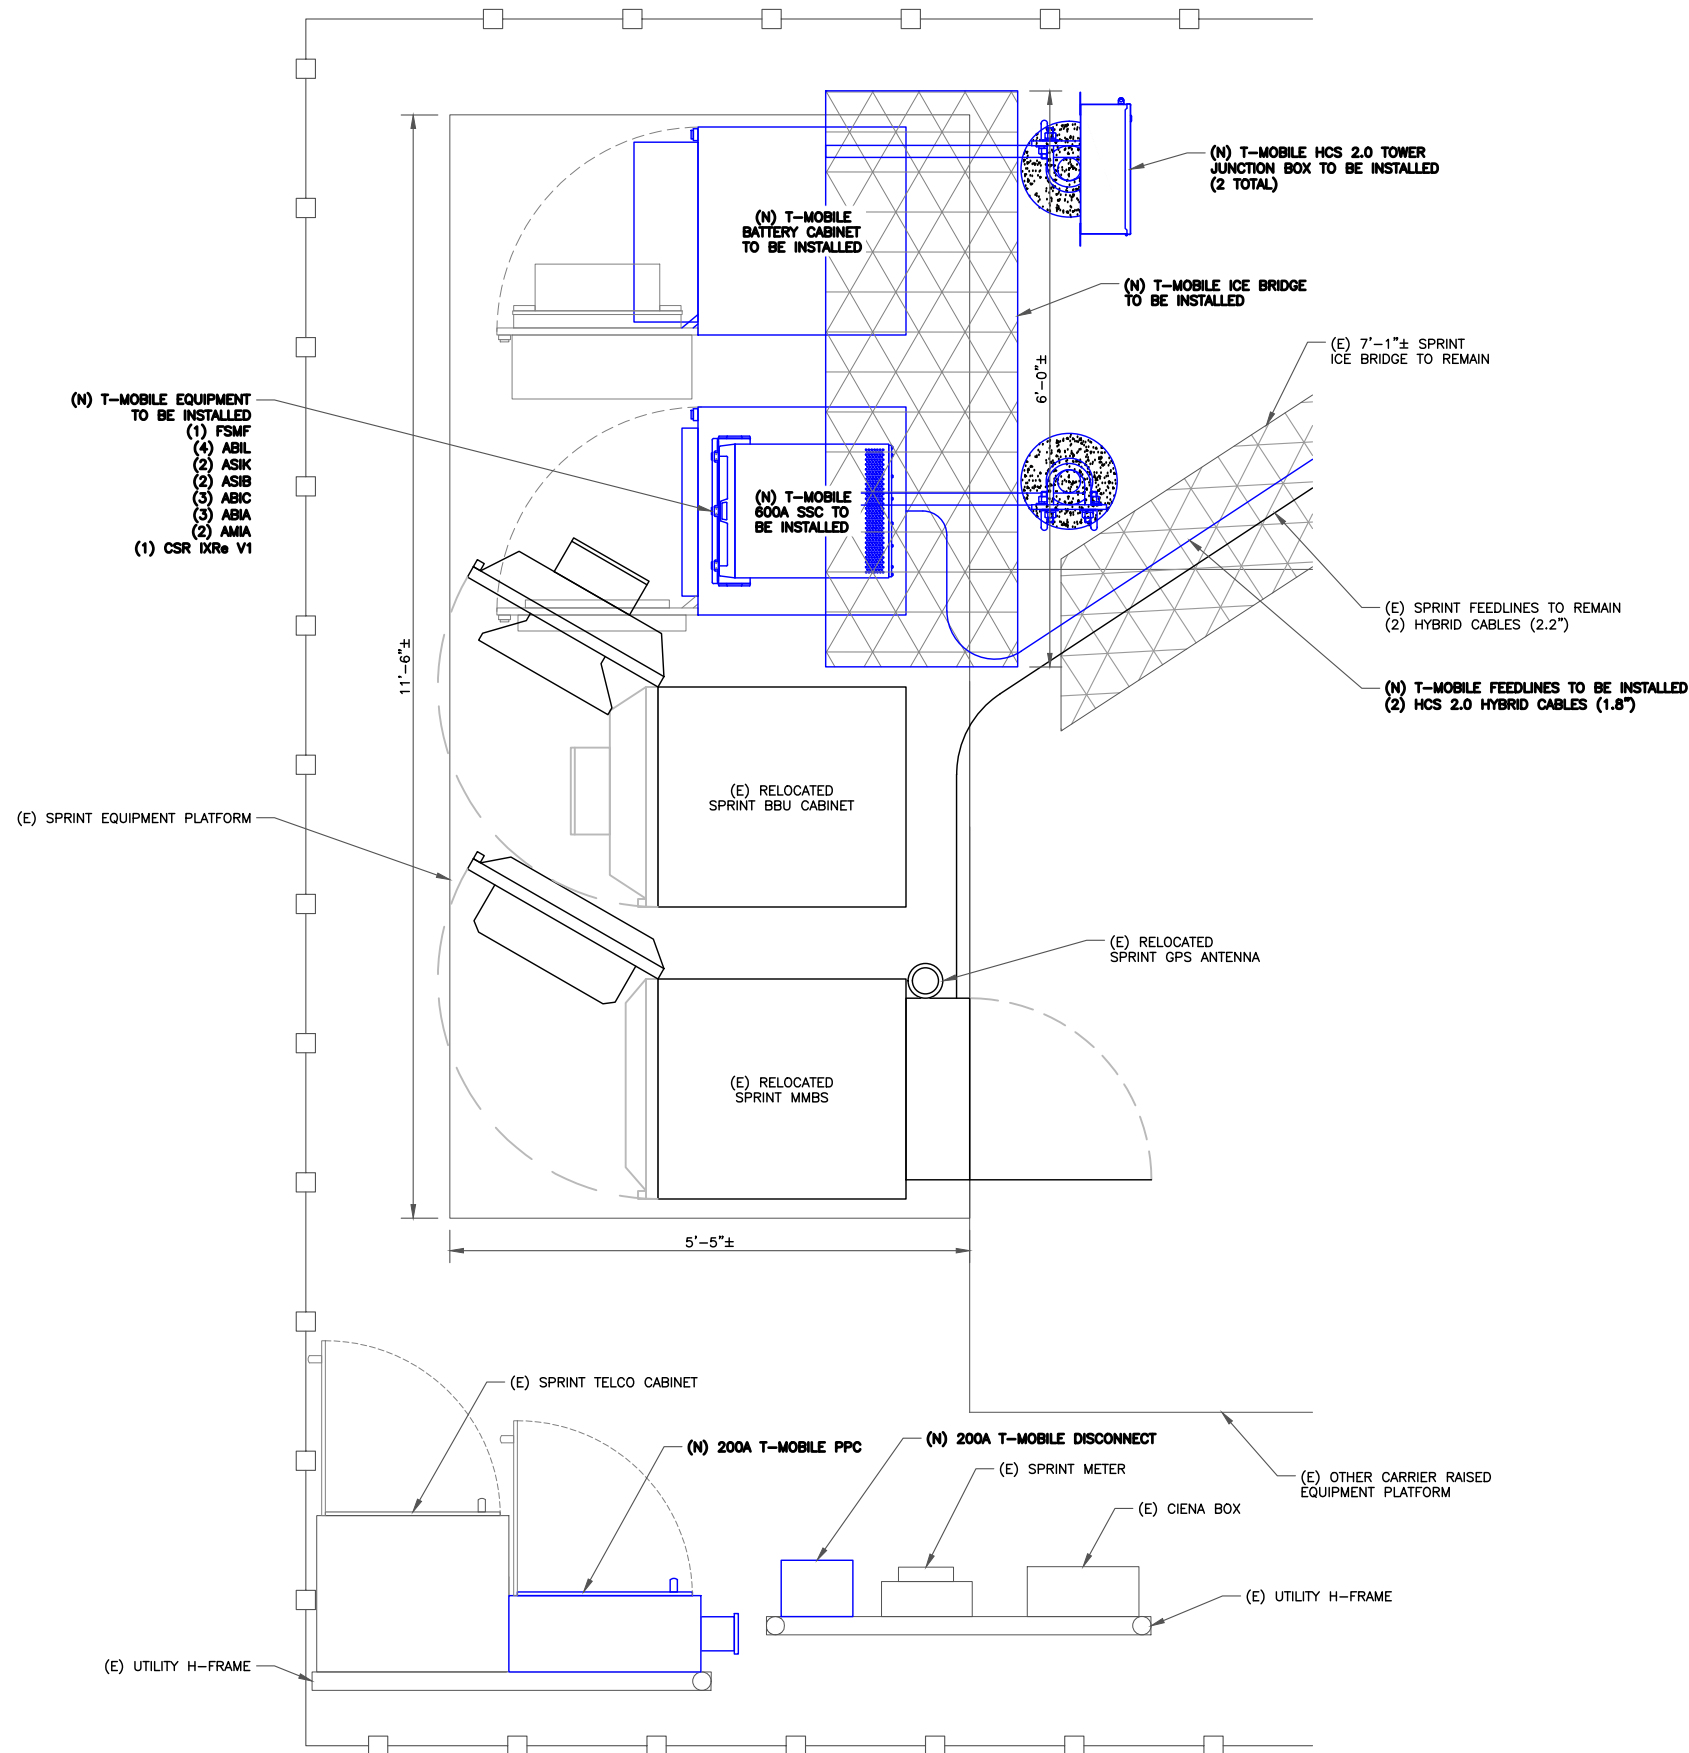 (N) T-MOBILE HCS 2.0 TOWER
JUNCTION BOX TO BE INSTALLED
(2 TOTAL)
(N) T-MOBILE
BATTERY CABINET
TO BE INSTALLED
(N) T-MOBILE ICE BRIDGE
TO BE INSTALLED
(E) 7'-1"± SPRINT
ICE BRIDGE TO REMAIN
6'-0"±
(N) T-MOBILE EQUIPMENT
TO BE INSTALLED
(1) FSMF
(4) ABIL
(2) ASIK
(2) ASIB
(3) ABIC
(3) ABIA
(2) AMIA
(1) CSR IXRe V1
(N) T-MOBILE
600A SSC TO
BE INSTALLED
(E) SPRINT FEEDLINES TO REMAIN
(2) HYBRID CABLES (2.2")
11'-6"±
(N) T-MOBILE FEEDLINES TO BE INSTALLED
(2) HCS 2.0 HYBRID CABLES (1.8")
(E) RELOCATED
SPRINT BBU CABINET
(E) SPRINT EQUIPMENT PLATFORM
(E) RELOCATED
SPRINT GPS ANTENNA
(E) RELOCATED
SPRINT MMBS
5'-5"±
(E) SPRINT TELCO CABINET
(N) 200A T-MOBILE PPC
(N) 200A T-MOBILE DISCONNECT
(E) SPRINT METER
(E) OTHER CARRIER RAISED
EQUIPMENT PLATFORM
(E) CIENA BOX
(E) UTILITY H-FRAME
(E) UTILITY H-FRAME